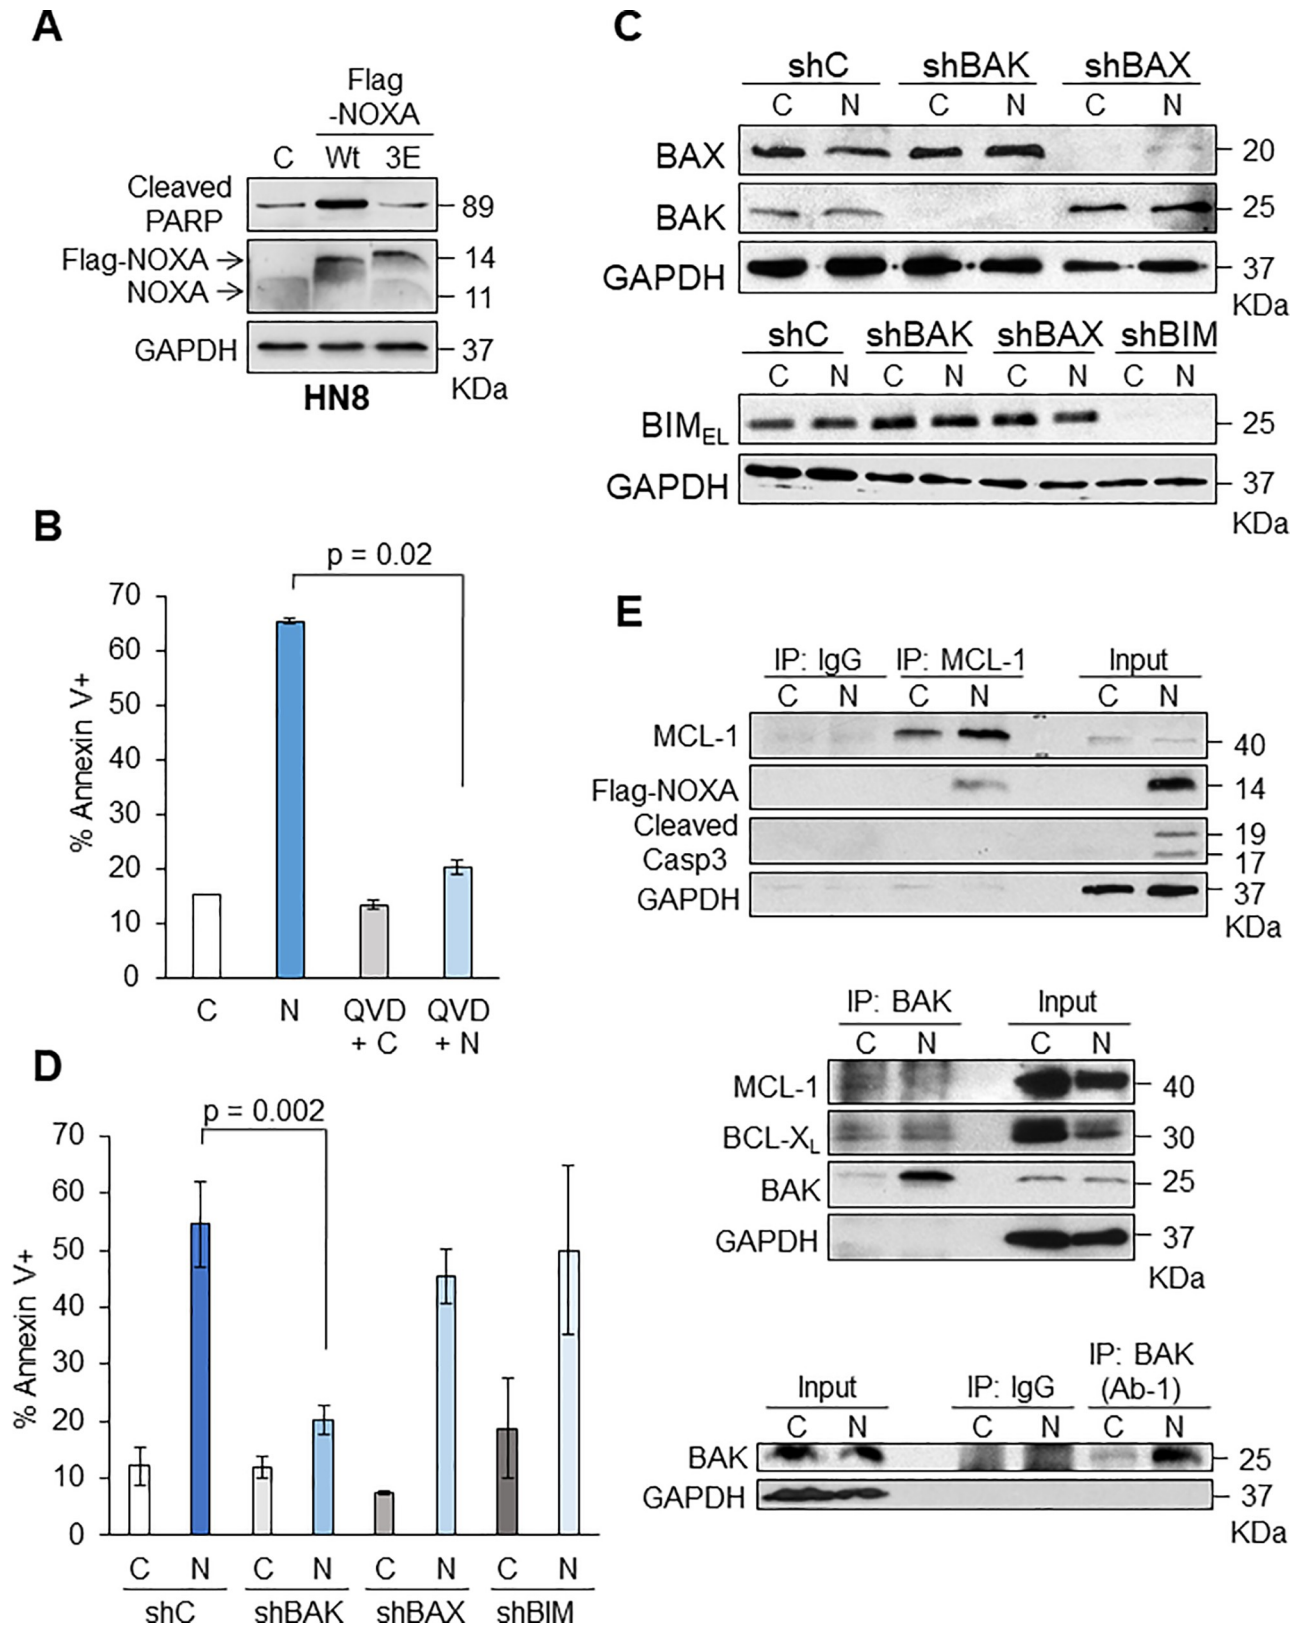 A
Flag
-NOXA
C Wt 3E
Cleaved
PARP
89
Flag-NOXA →
14
NOXA →
11
GAPDH
37
KDa
HN8
B
p = 0.02
% Annexin V+
70
60
50
40
30
20
10
0
C N QVD QVD
+ C + N
D
p = 0.002
% Annexin V+
70
60
50
40
30
20
10
0
C N C N C N C N
shC shBAK shBAX shBIM
C
shC shBAK shBAX
C N C N C N
BAX 20
BAK 25
GAPDH 37
KDa
shC shBAK shBAX shBIM
C N C N C N C N
BIMEL 25
GAPDH 37
KDa
E
IP: IgG IP: MCL-1 Input
C N C N C N
MCL-1 40
Flag-NOXA 14
Cleaved
Casp3
19
17
GAPDH 37
KDa
IP: BAK Input
C N C N
MCL-1 40
BCL-XL 30
BAK 25
GAPDH 37
KDa
IP: BAK
Input IP: IgG (Ab-1)
C N C N C N
BAK 25
GAPDH 37
KDa